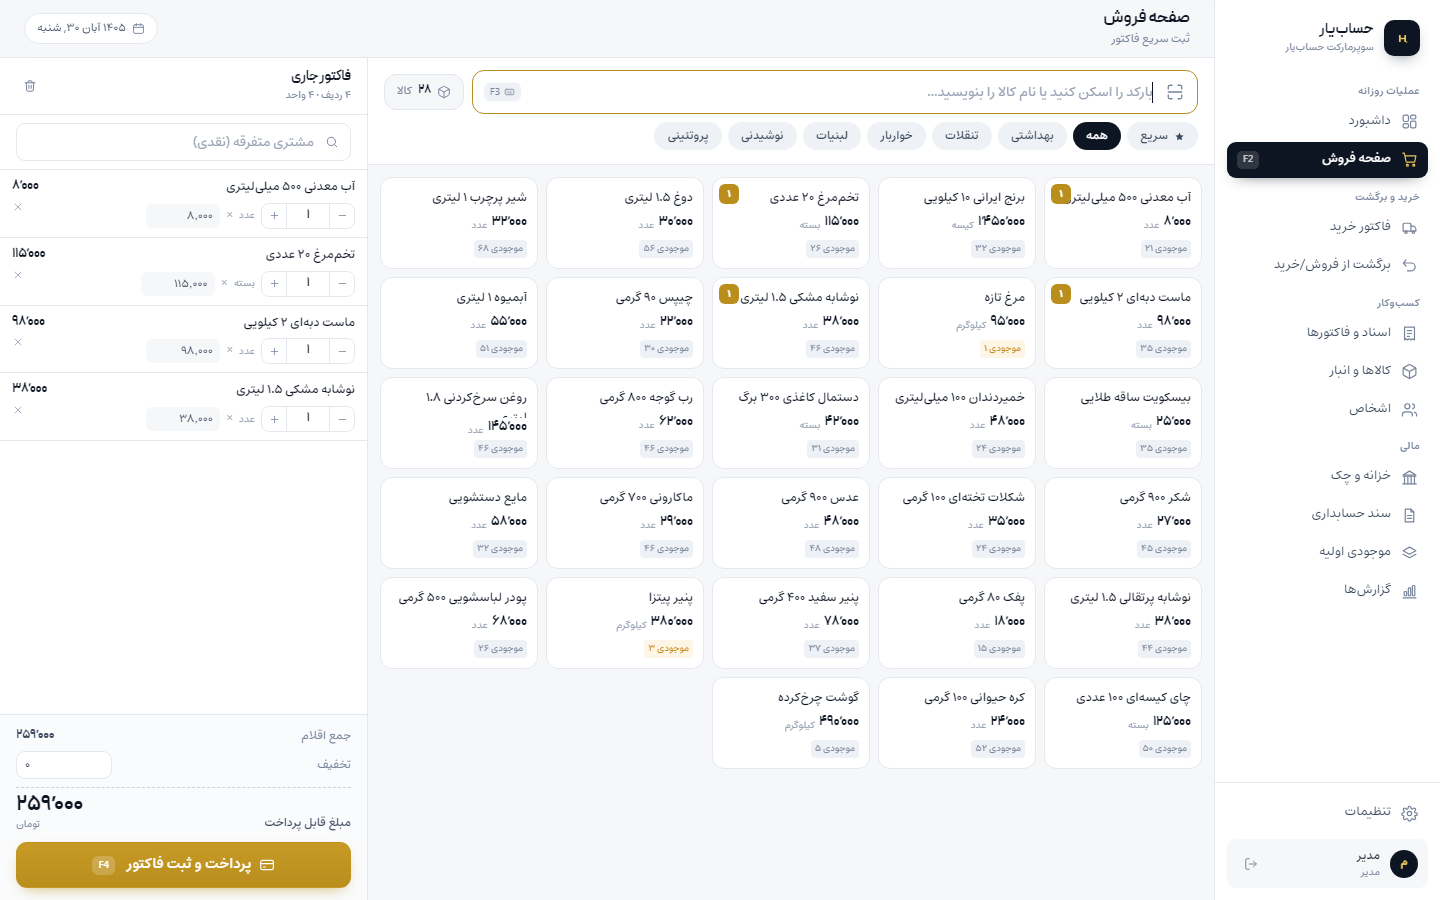 حساب‌یار
سوپرمارکت حساب‌یار
عملیات روزانه
داشبورد
صفحه فروش F2
خرید و برگشت
فاکتور خرید
برگشت از فروش/خرید
کسب‌وکار
اسناد و فاکتورها
کالاها و انبار
اشخاص
مالی
خزانه و چک
سند حسابداری
موجودی اولیه
گزارش‌ها
تنظیمات
م
مدیر
مدیر
صفحه فروش
ثبت سریع فاکتور
۱۴۰۵ آبان ۳۰, شنبه
بارکد را اسکن کنید یا نام کالا را بنویسید... F3
۲۸ کالا
سریع همه بهداشتی تنقلات خواربار لبنیات نوشیدنی پروتئینی
آب معدنی ۵۰۰ میلی‌لیتری ۱
۸٬۰۰۰ عدد
موجودی ۲۱
برنج ایرانی ۱۰ کیلویی
۱٬۴۵۰٬۰۰۰ کیسه
موجودی ۳۲
تخم‌مرغ ۲۰ عددی ۱
۱۱۵٬۰۰۰ بسته
موجودی ۲۶
دوغ ۱.۵ لیتری
۳۰٬۰۰۰ عدد
موجودی ۵۶
شیر پرچرب ۱ لیتری
۳۲٬۰۰۰ عدد
موجودی ۶۸
ماست دبه‌ای ۲ کیلویی ۱
۹۸٬۰۰۰ عدد
موجودی ۳۵
مرغ تازه
۹۵٬۰۰۰ کیلوگرم
موجودی ۱
نوشابه مشکی ۱.۵ لیتری ۱
۳۸٬۰۰۰ عدد
موجودی ۴۶
چیپس ۹۰ گرمی
۲۲٬۰۰۰ عدد
موجودی ۳۰
آبمیوه ۱ لیتری
۵۵٬۰۰۰ عدد
موجودی ۵۱
بیسکویت ساقه طلایی
۲۵٬۰۰۰ بسته
موجودی ۳۵
خمیردندان ۱۰۰ میلی‌لیتری
۴۸٬۰۰۰ عدد
موجودی ۲۴
دستمال کاغذی ۳۰۰ برگ
۴۲٬۰۰۰ بسته
موجودی ۳۱
رب گوجه ۸۰۰ گرمی
۶۲٬۰۰۰ عدد
موجودی ۴۶
روغن سرخ‌کردنی ۱.۸
لیتری
۱۴۵٬۰۰۰ عدد
موجودی ۴۶
شکر ۹۰۰ گرمی
۲۷٬۰۰۰ عدد
موجودی ۴۵
شکلات تخته‌ای ۱۰۰ گرمی
۳۵٬۰۰۰ عدد
موجودی ۲۴
عدس ۹۰۰ گرمی
۴۸٬۰۰۰ عدد
موجودی ۴۸
ماکارونی ۷۰۰ گرمی
۲۹٬۰۰۰ عدد
موجودی ۴۶
مایع دستشویی
۵۸٬۰۰۰ عدد
موجودی ۳۲
نوشابه پرتقالی ۱.۵ لیتری
۳۸٬۰۰۰ عدد
موجودی ۴۴
پفک ۸۰ گرمی
۱۸٬۰۰۰ عدد
موجودی ۱۵
پنیر سفید ۴۰۰ گرمی
۷۸٬۰۰۰ عدد
موجودی ۳۷
پنیر پیتزا
۳۸۰٬۰۰۰ کیلوگرم
موجودی ۳
پودر لباسشویی ۵۰۰ گرمی
۶۸٬۰۰۰ عدد
موجودی ۲۶
چای کیسه‌ای ۱۰۰ عددی
۱۲۵٬۰۰۰ بسته
موجودی ۵۰
کره حیوانی ۱۰۰ گرمی
۲۴٬۰۰۰ عدد
موجودی ۵۲
گوشت چرخ‌کرده
۴۹۰٬۰۰۰ کیلوگرم
موجودی ۵
فاکتور جاری
۴ ردیف · ۴ واحد
مشتری متفرقه (نقدی)
آب معدنی ۵۰۰ میلی‌لیتری ۸٬۰۰۰
− ۱ + عدد × ۸,۰۰۰ ×
تخم‌مرغ ۲۰ عددی ۱۱۵٬۰۰۰
− ۱ + بسته × ۱۱۵,۰۰۰ ×
ماست دبه‌ای ۲ کیلویی ۹۸٬۰۰۰
− ۱ + عدد × ۹۸,۰۰۰ ×
نوشابه مشکی ۱.۵ لیتری ۳۸٬۰۰۰
− ۱ + عدد × ۳۸,۰۰۰ ×
جمع اقلام ۲۵۹٬۰۰۰
تخفیف ۰
مبلغ قابل پرداخت ۲۵۹٬۰۰۰
تومان
پرداخت و ثبت فاکتور F4